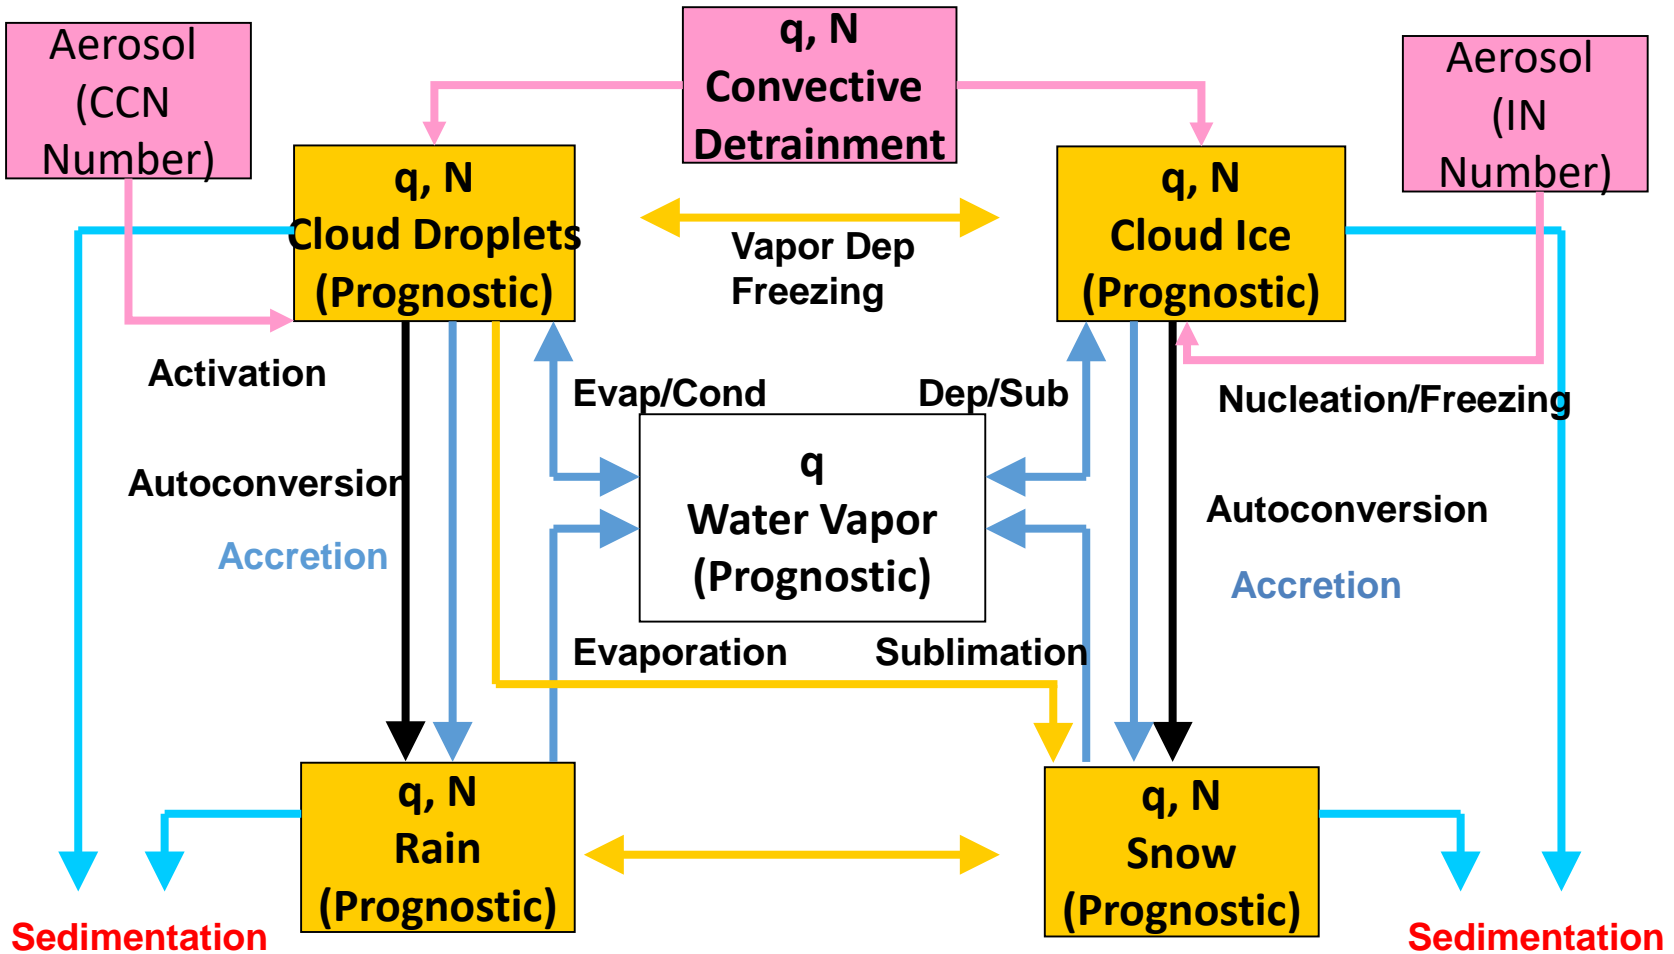 Aerosol
(CCN
Number)
q, N
Convective
Detrainment
Aerosol
(IN
Number)
q, N
Cloud Droplets
(Prognostic)
Vapor Dep
Freezing
q, N
Cloud Ice
(Prognostic)
Activation
Evap/Cond
Dep/Sub
Nucleation/Freezing
Autoconversion
Accretion
q
Water Vapor
(Prognostic)
Autoconversion
Accretion
Evaporation
Sublimation
q, N
Rain
(Prognostic)
q, N
Snow
(Prognostic)
Sedimentation
Sedimentation